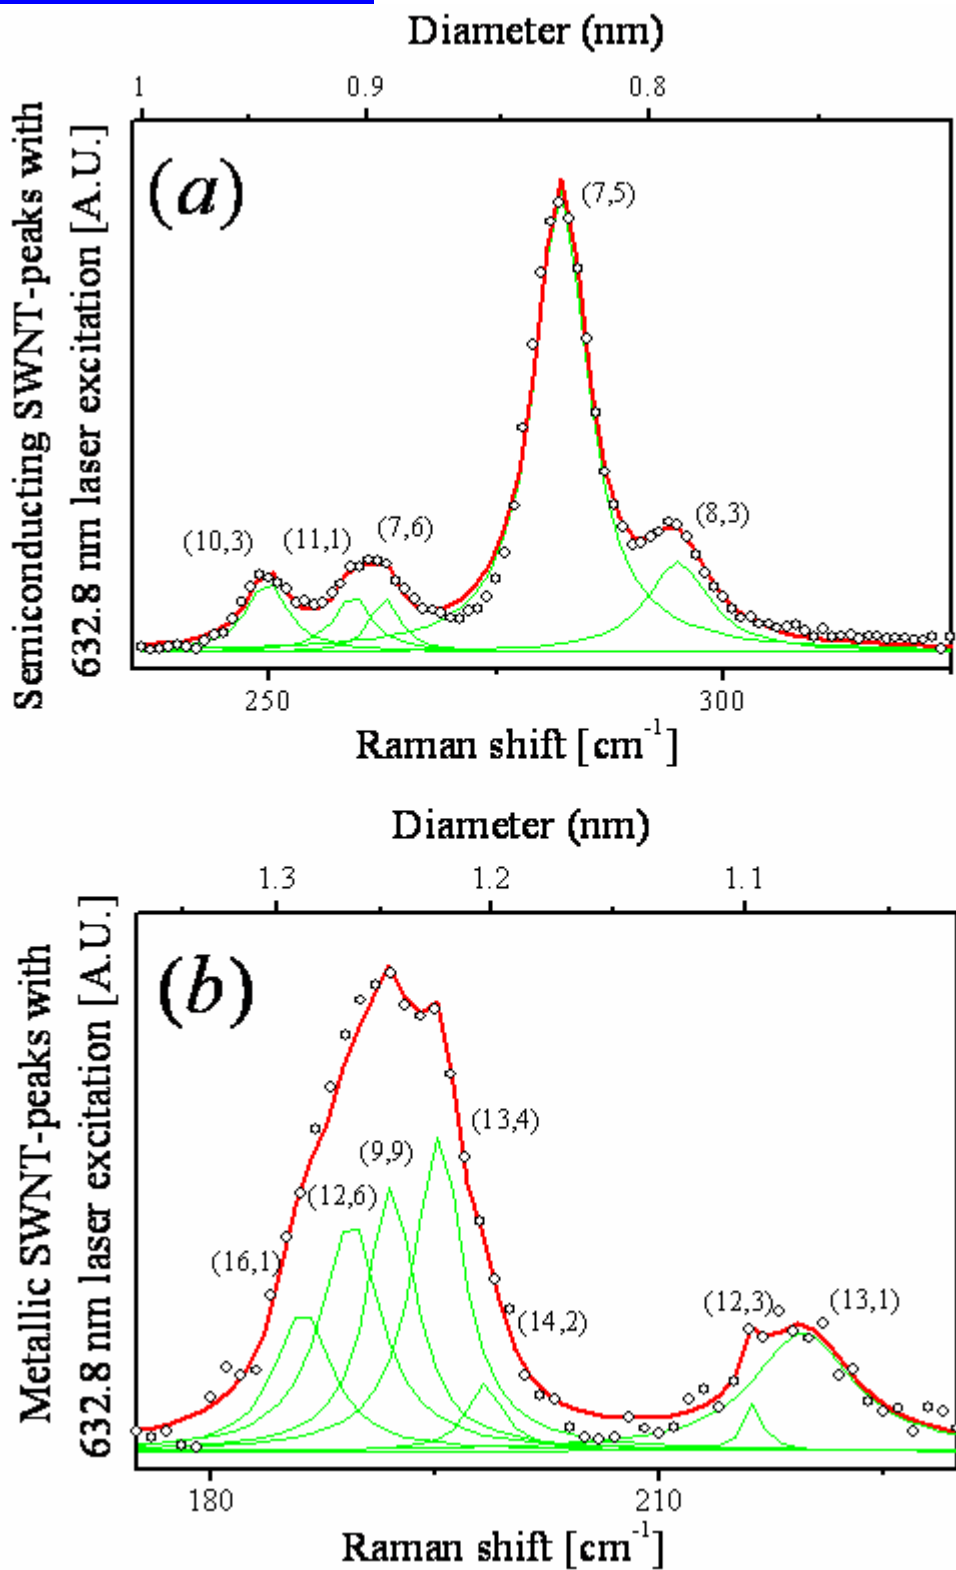 Diameter (nm)
1 0.9 0.8
(a)
Semiconducting SWNT-peaks with
632.8 nm laser excitation [A.U.]
(7,5)
(8,3)
(7,6)
(11,1)
(10,3)
250 300
Raman shift [cm⁻¹]
Diameter (nm)
1.3 1.2 1.1
(b)
Metallic SWNT-peaks with
632.8 nm laser excitation [A.U.]
(13,4)
(9,9)
(12,6)
(16,1)
(14,2)
(12,3)
(13,1)
180 210
Raman shift [cm⁻¹]